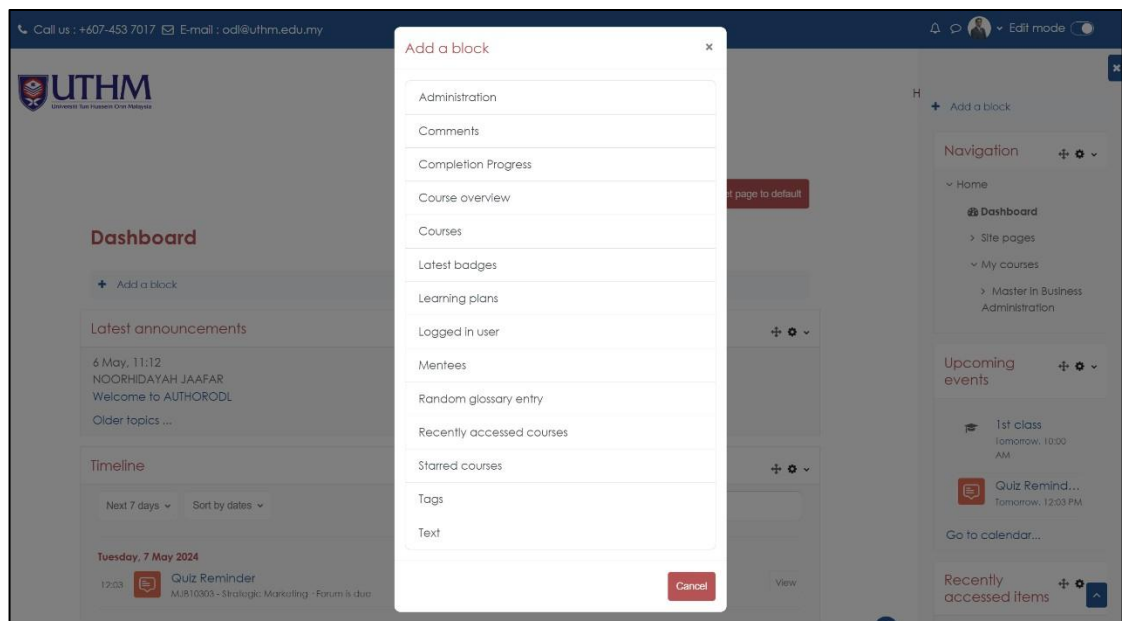 Call us : +607-453 7017 E-mail : odl@uthm.edu.my
Edit mode
UTHM
Universiti Tun Hussein Onn Malaysia
H
t page to default
Dashboard
Add a block
Latest announcements
6 May, 11:12
NOORHIDAYAH JAAFAR
Welcome to AUTHORODL
Older topics ...
Timeline
Next 7 days
Sort by dates
Tuesday, 7 May 2024
12:03
Quiz Reminder
MJB10303 - Strategic Marketing · Forum is due
View
Add a block
Administration
Comments
Completion Progress
Course overview
Courses
Latest badges
Learning plans
Logged in user
Mentees
Random glossary entry
Recently accessed courses
Starred courses
Tags
Text
Cancel
Add a block
Navigation
Home
Dashboard
Site pages
My courses
Master in Business
Administration
Upcoming
events
1st class
Tomorrow, 10:00
AM
Quiz Remind...
Tomorrow, 12:03 PM
Go to calendar...
Recently
accessed items